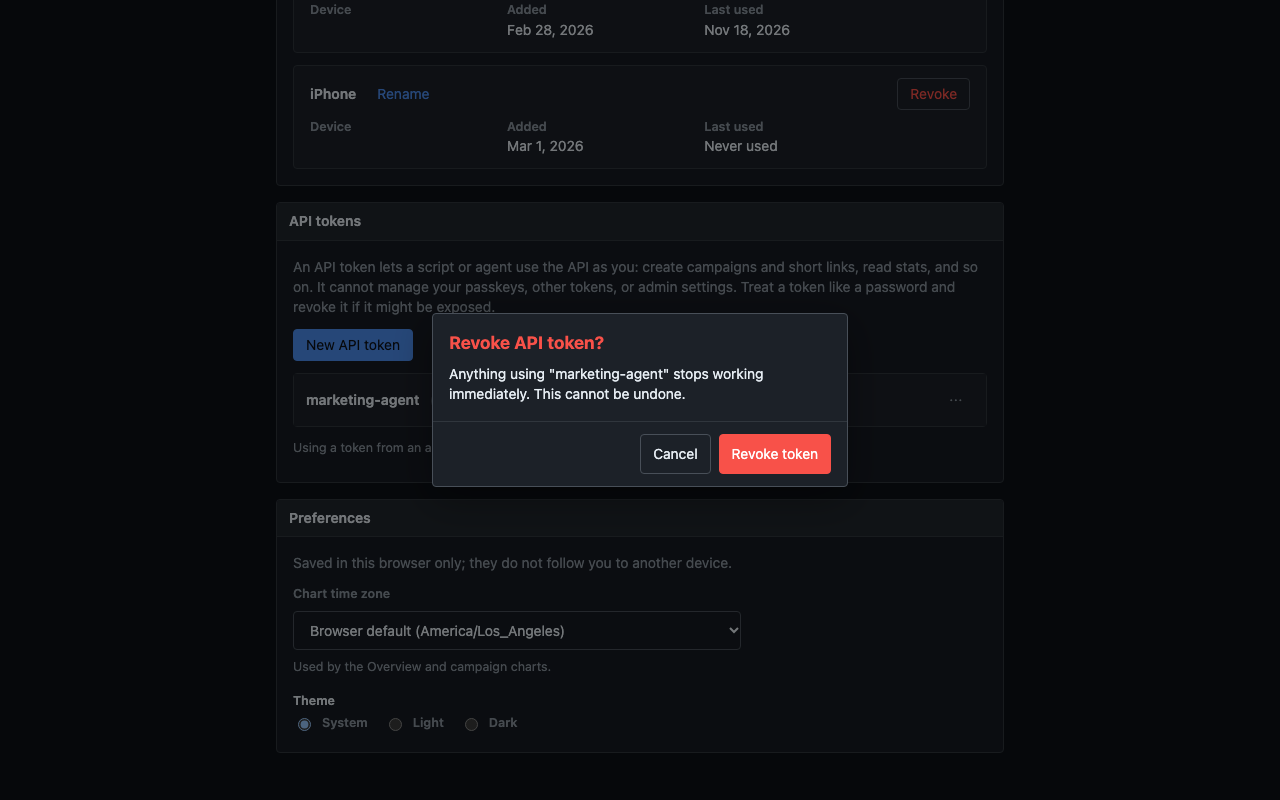 Device Added Last used
Feb 28, 2026 Nov 18, 2026
iPhone Rename Revoke
Device Added Last used
Mar 1, 2026 Never used
API tokens
An API token lets a script or agent use the API as you: create campaigns and short links, read stats, and so
on. It cannot manage your passkeys, other tokens, or admin settings. Treat a token like a password and
revoke it if it might be exposed.
New API token
Revoke API token?
Anything using "marketing-agent" stops working
immediately. This cannot be undone.
Cancel Revoke token
marketing-agent ...
Using a token from an a
Preferences
Saved in this browser only; they do not follow you to another device.
Chart time zone
Browser default (America/Los_Angeles)
Used by the Overview and campaign charts.
Theme
System Light Dark